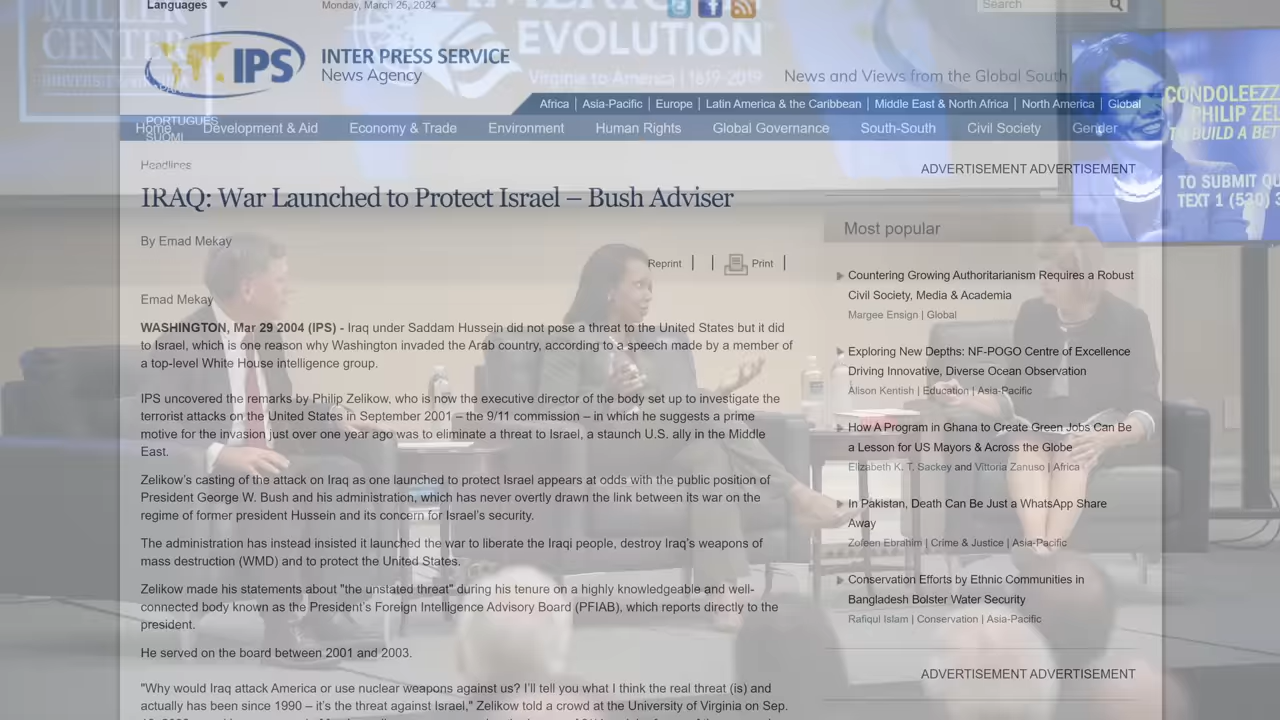 Languages
Monday, March 25, 2024
Search
MILLER
CENTER
AMERIC
EVOLUTION
Virginia to America | 1619-2019
IPS
INTER PRESS SERVICE
News Agency
News and Views from the Global South
CONDOLEEZZ
PHILIP ZEL
TO BUILD A BET
TO SUBMIT QU
TEXT 1 (530) 3
Africa | Asia-Pacific | Europe | Latin America & the Caribbean | Middle East & North Africa | North America | Global
PORTUGUÊS
SUOMI
Home Development & Aid Economy & Trade Environment Human Rights Global Governance South-South Civil Society Gender
Headlines
ADVERTISEMENT ADVERTISEMENT
IRAQ: War Launched to Protect Israel – Bush Adviser
By Emad Mekay
Reprint | | Print |
Emad Mekay
WASHINGTON, Mar 29 2004 (IPS) - Iraq under Saddam Hussein did not pose a threat to the United States but it did
to Israel, which is one reason why Washington invaded the Arab country, according to a speech made by a member of
a top-level White House intelligence group.
IPS uncovered the remarks by Philip Zelikow, who is now the executive director of the body set up to investigate the
terrorist attacks on the United States in September 2001 – the 9/11 commission – in which he suggests a prime
motive for the invasion just over one year ago was to eliminate a threat to Israel, a staunch U.S. ally in the Middle
East.
Zelikow's casting of the attack on Iraq as one launched to protect Israel appears at odds with the public position of
President George W. Bush and his administration, which has never overtly drawn the link between its war on the
regime of former president Hussein and its concern for Israel's security.
The administration has instead insisted it launched the war to liberate the Iraqi people, destroy Iraq's weapons of
mass destruction (WMD) and to protect the United States.
Zelikow made his statements about "the unstated threat" during his tenure on a highly knowledgeable and well-
connected body known as the President's Foreign Intelligence Advisory Board (PFIAB), which reports directly to the
president.
He served on the board between 2001 and 2003.
"Why would Iraq attack America or use nuclear weapons against us? I'll tell you what I think the real threat (is) and
actually has been since 1990 – it's the threat against Israel," Zelikow told a crowd at the University of Virginia on Sep.
Most popular
Countering Growing Authoritarianism Requires a Robust
Civil Society, Media & Academia
Margee Ensign | Global
Exploring New Depths: NF-POGO Centre of Excellence
Driving Innovative, Diverse Ocean Observation
Alison Kentish | Education | Asia-Pacific
How A Program in Ghana to Create Green Jobs Can Be
a Lesson for US Mayors & Across the Globe
Elizabeth K. T. Sackey and Vittoria Zanuso | Africa
In Pakistan, Death Can Be Just a WhatsApp Share
Away
Zofeen Ebrahim | Crime & Justice | Asia-Pacific
Conservation Efforts by Ethnic Communities in
Bangladesh Bolster Water Security
Rafiqul Islam | Conservation | Asia-Pacific
ADVERTISEMENT ADVERTISEMENT